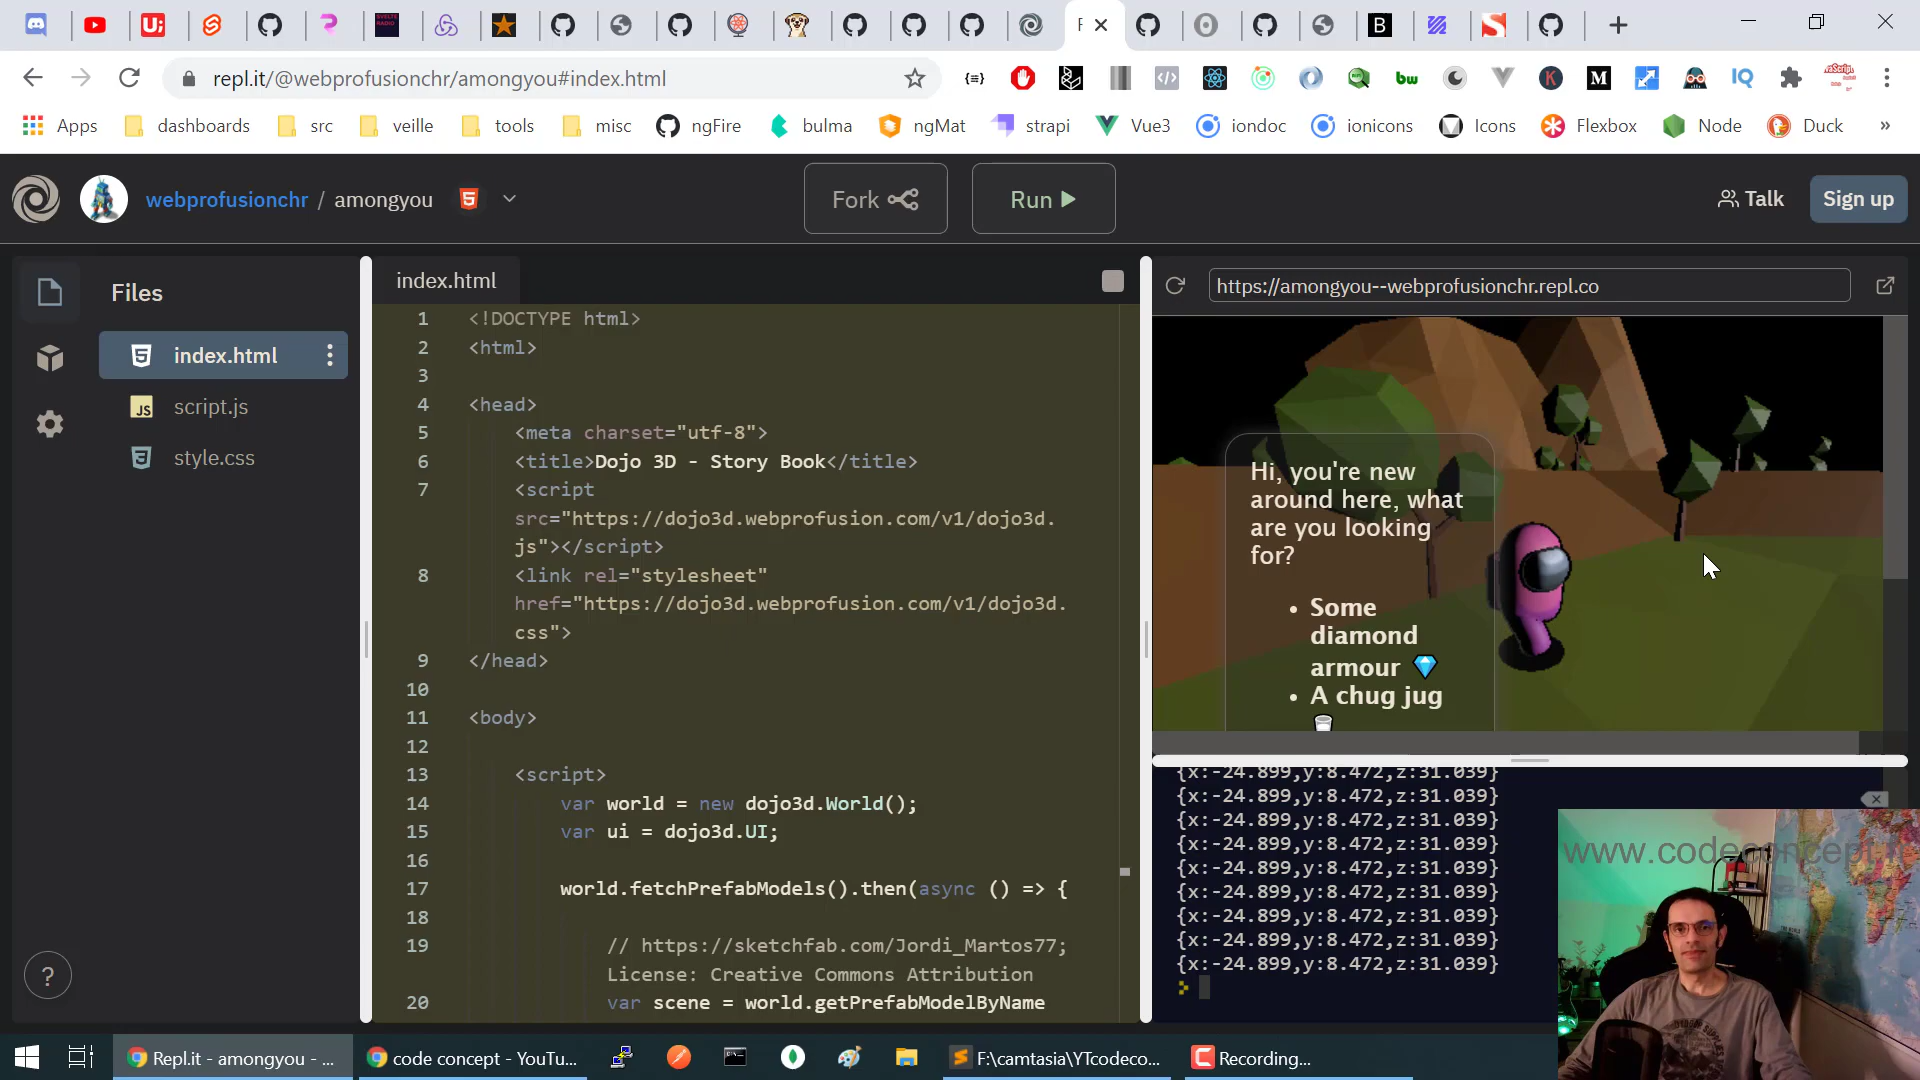 repl.it/@webprofusionchr/amongyou#index.html
Apps dashboards src veille tools misc ngFire bulma ngMat strapi Vue3 iondoc ionicons Icons Flexbox Node Duck »
webprofusionchr / amongyou
Fork
Run
Talk
Sign up
Files
index.html
script.js
style.css
?
index.html
1 <!DOCTYPE html>
2 <html>
3
4 <head>
5 <meta charset="utf-8">
6 <title>Dojo 3D - Story Book</title>
7 <script
src="https://dojo3d.webprofusion.com/v1/dojo3d.
js"></script>
8 <link rel="stylesheet"
href="https://dojo3d.webprofusion.com/v1/dojo3d.
css">
9 </head>
10
11 <body>
12
13 <script>
14 var world = new dojo3d.World();
15 var ui = dojo3d.UI;
16
17 world.fetchPrefabModels().then(async () => {
18
19 // https://sketchfab.com/Jordi_Martos77;
License: Creative Commons Attribution
20 var scene = world.getPrefabModelByName
https://amongyou--webprofusionchr.repl.co
Hi, you're new
around here, what
are you looking
for?
• Some
diamond
armour
• A chug jug
{x:-24.899,y:8.472,z:31.039}
{x:-24.899,y:8.472,z:31.039}
{x:-24.899,y:8.472,z:31.039}
{x:-24.899,y:8.472,z:31.039}
{x:-24.899,y:8.472,z:31.039}
{x:-24.899,y:8.472,z:31.039}
{x:-24.899,y:8.472,z:31.039}
{x:-24.899,y:8.472,z:31.039}
{x:-24.899,y:8.472,z:31.039}
Repl.it - amongyou - ...
code concept - YouTu...
F:\camtasia\YTcodeco...
Recording...